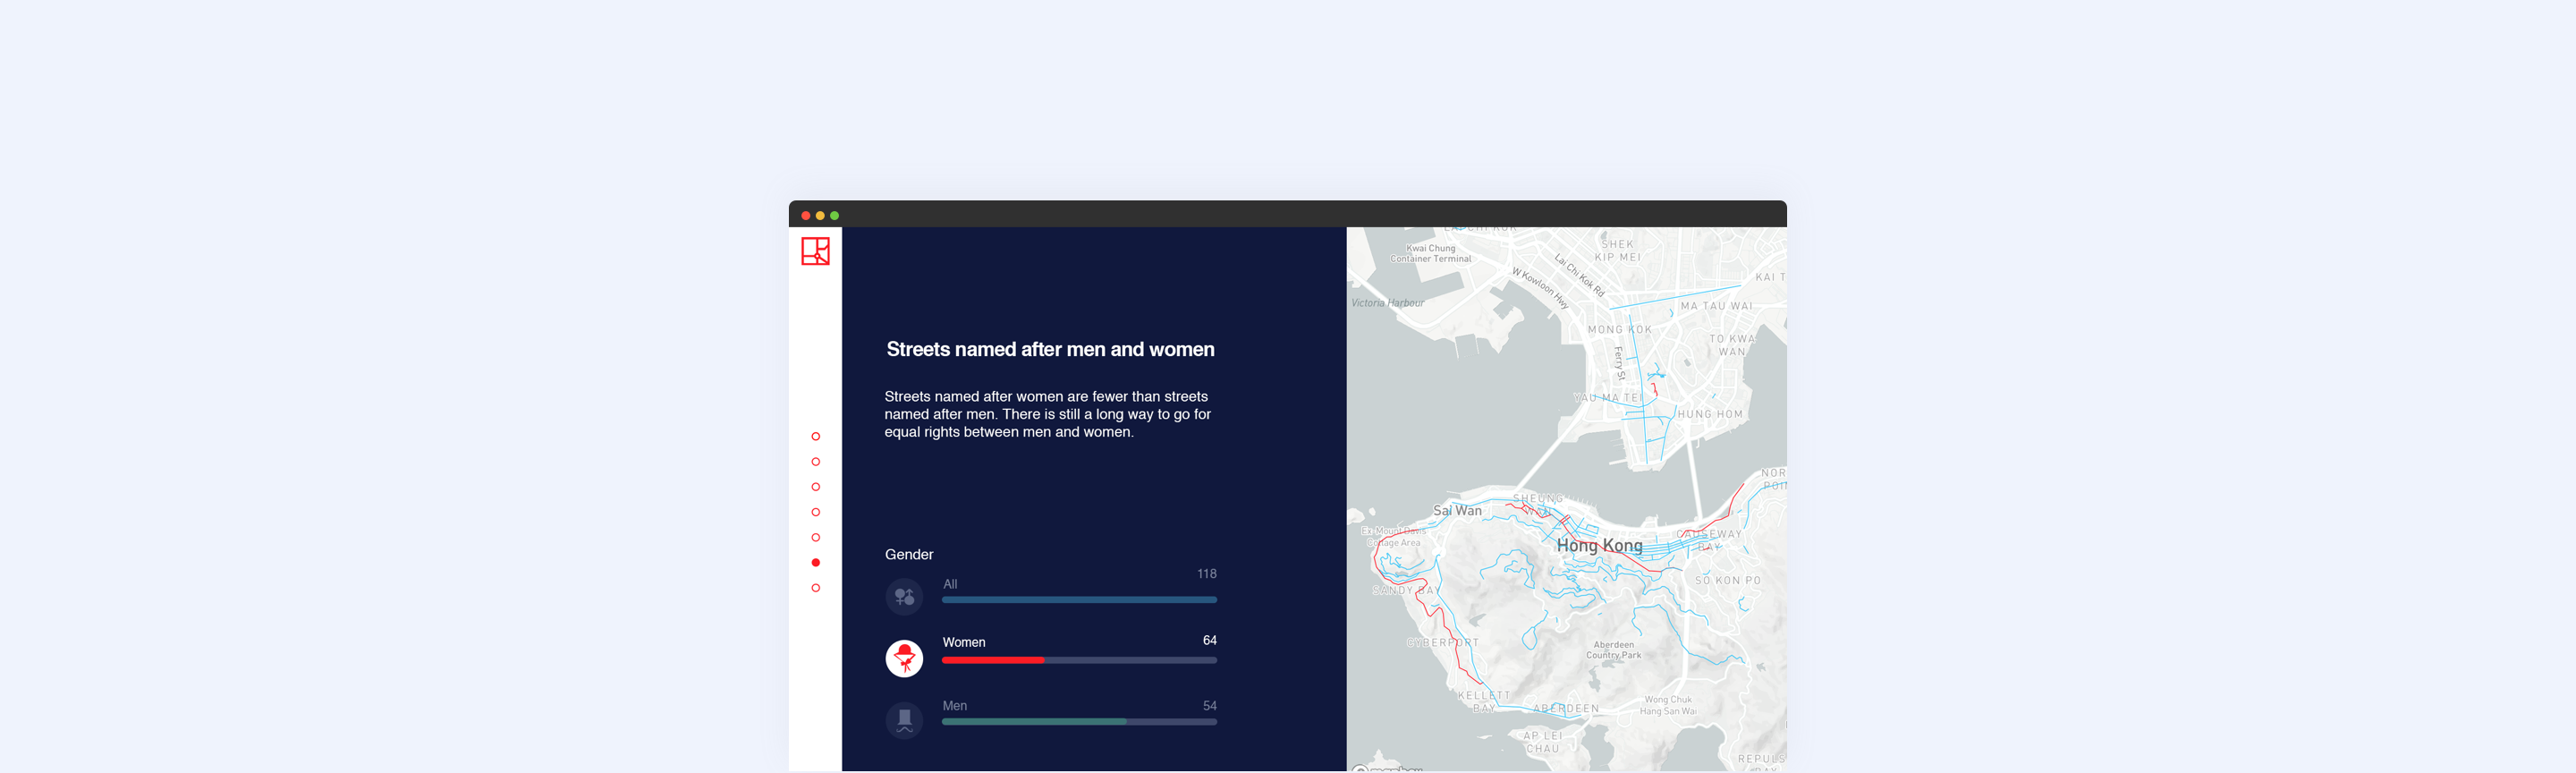 Streets named after men and women
Streets named after women are fewer than streets
named after men. There is still a long way to go for
equal rights between men and women.
Gender
All
118
Women
64
Men
54
Kwai Chung
Container Terminal
SHEK
KIP MEI
Lai Chi Kok Rd
W Kowloon Hwy
KAI T
Victoria Harbour
MA TAU WAI
MONG KOK
TO KWA
WAN
Ferry St
YAU MA TEI
HUNG HOM
NOR
POI
SHEUNG
Sai Wan
Ex-Mount Davis
Cottage Area
CAUSEWAY
BAY
Hong Kong
SO KON PO
SANDY BAY
CYBERPORT
Aberdeen
Country Park
KELLETT
BAY
ABERDEEN
Wong Chuk
Hang San Wai
AP LEI
CHAU
REPULS